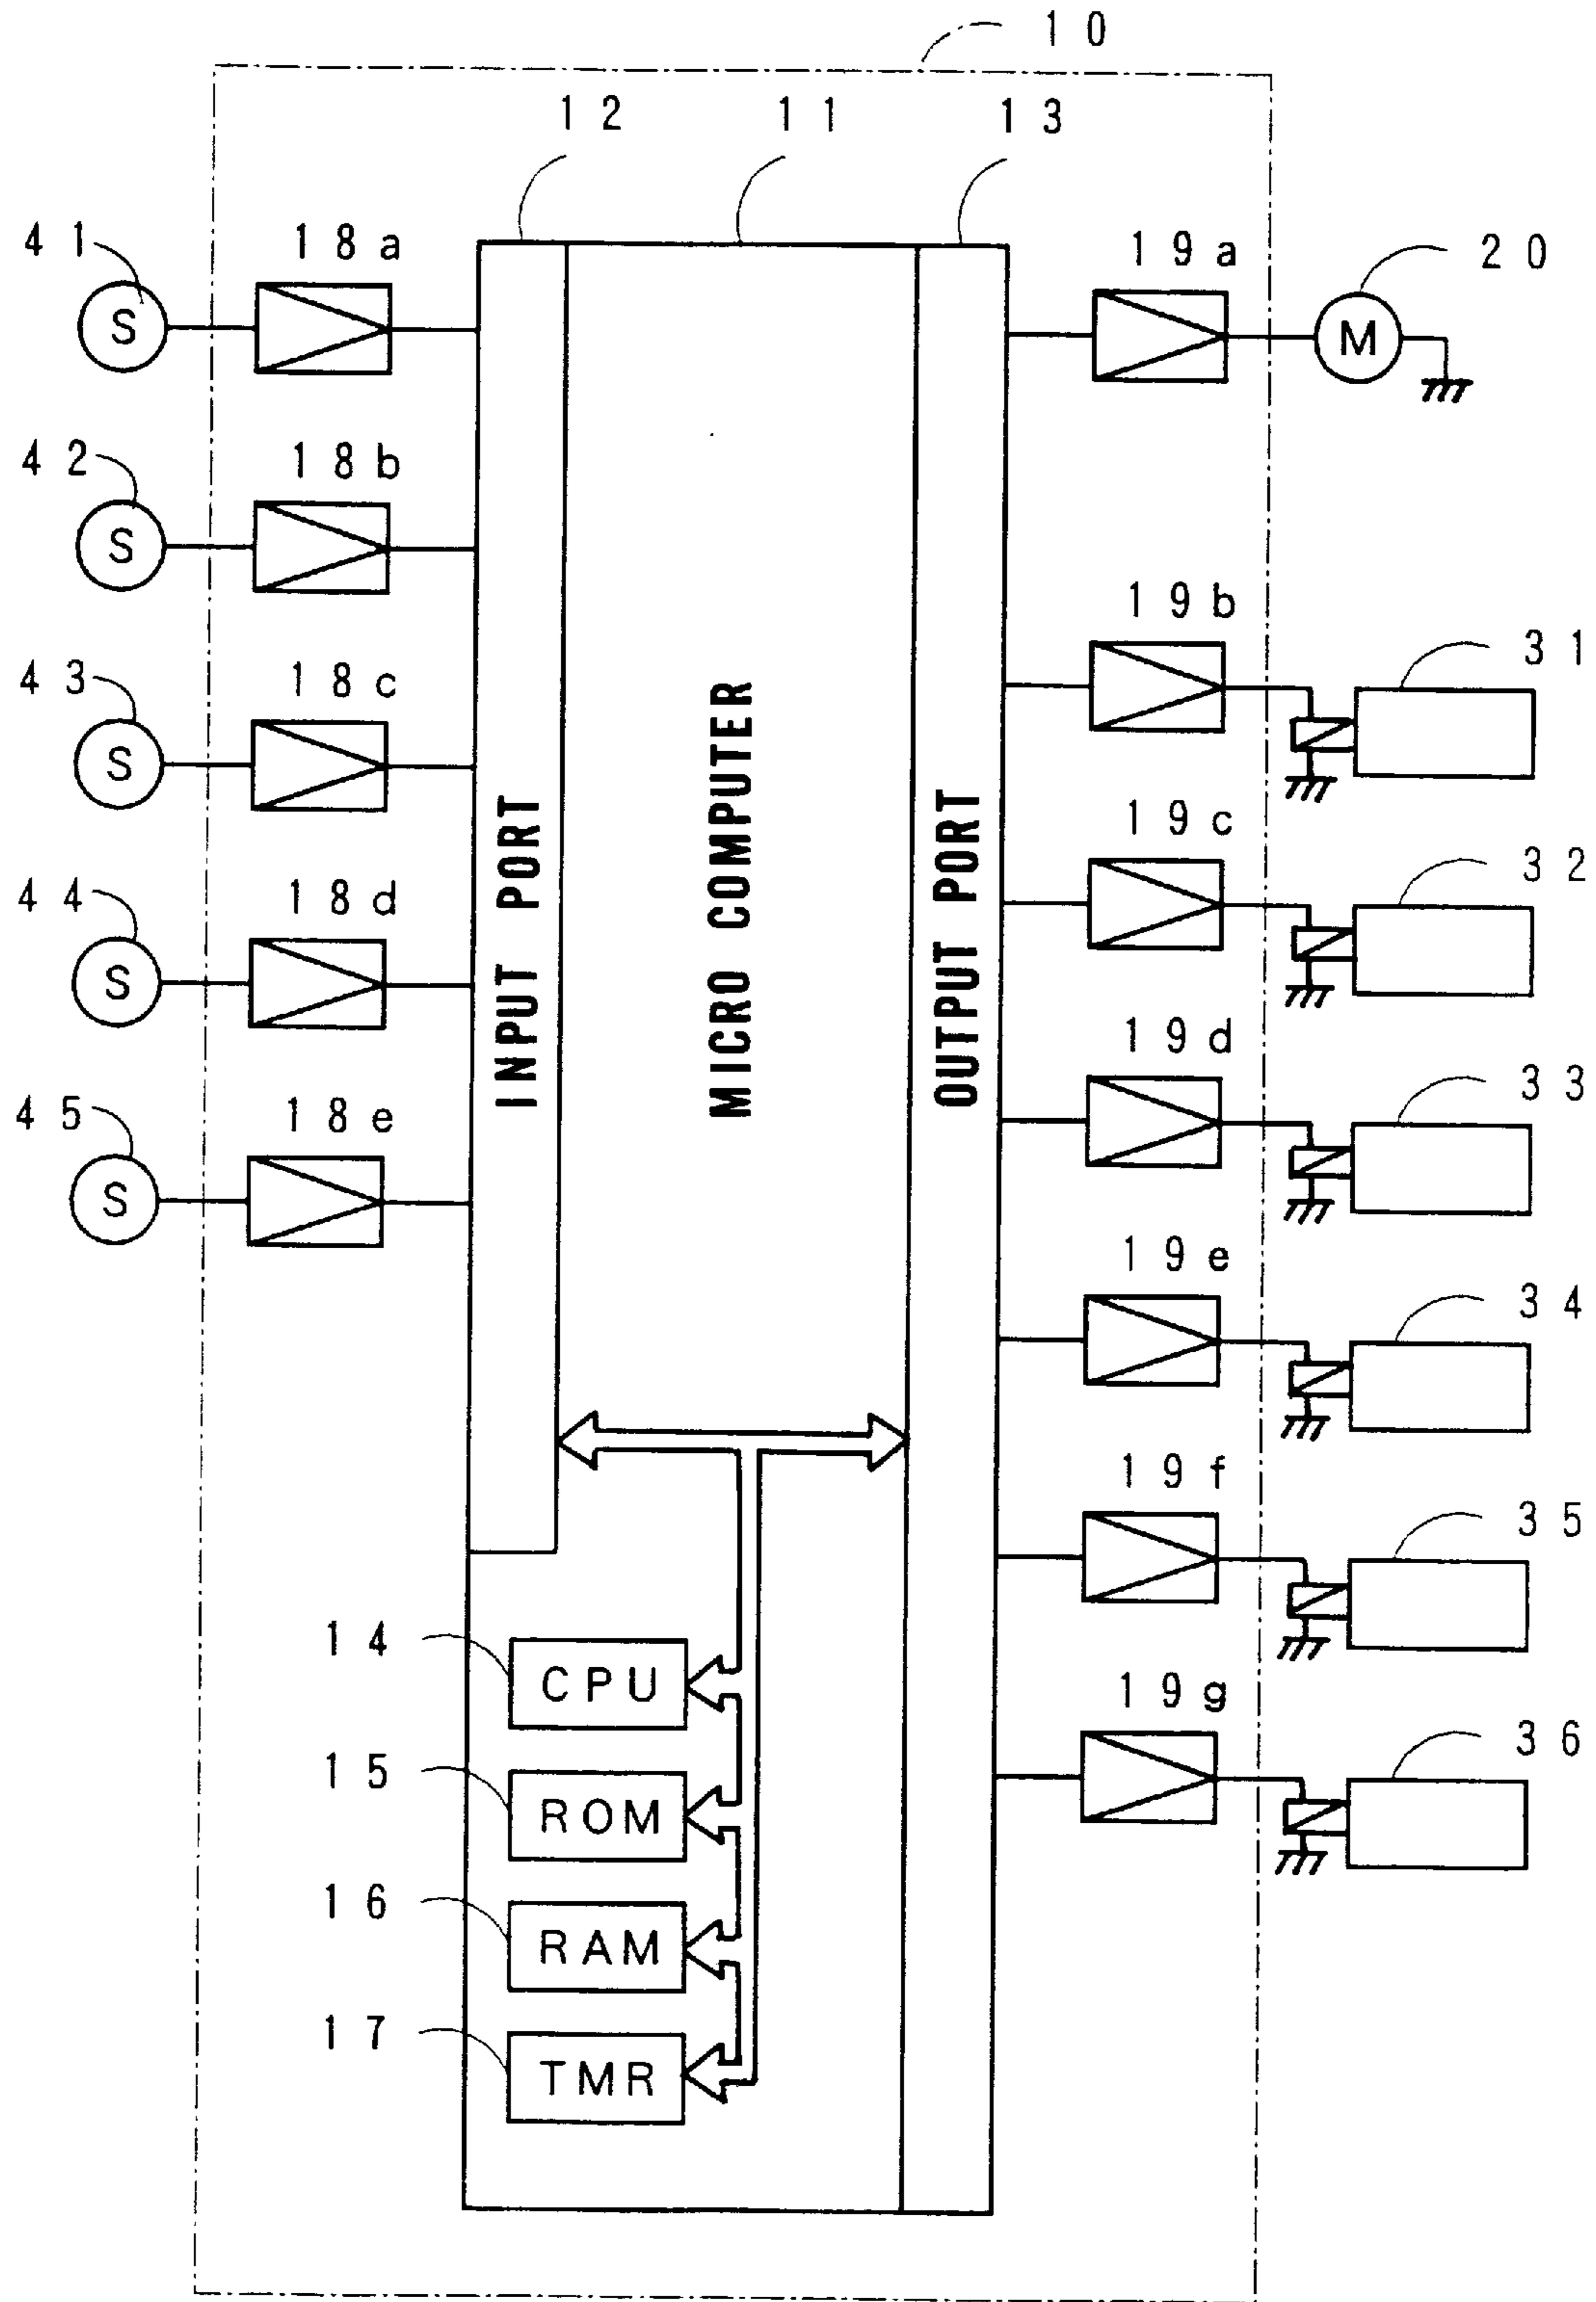 10
12 11 13
41 18a 19a 20
S M
42 18b
S
19b
43 18c 31
S
19c
44 18d 32
S
19d
45 18e 33
S
INPUT PORT
MICRO COMPUTER
OUTPUT PORT
19e
34
19f
35
14 CPU
19g
36
15 ROM
16 RAM
17 TMR